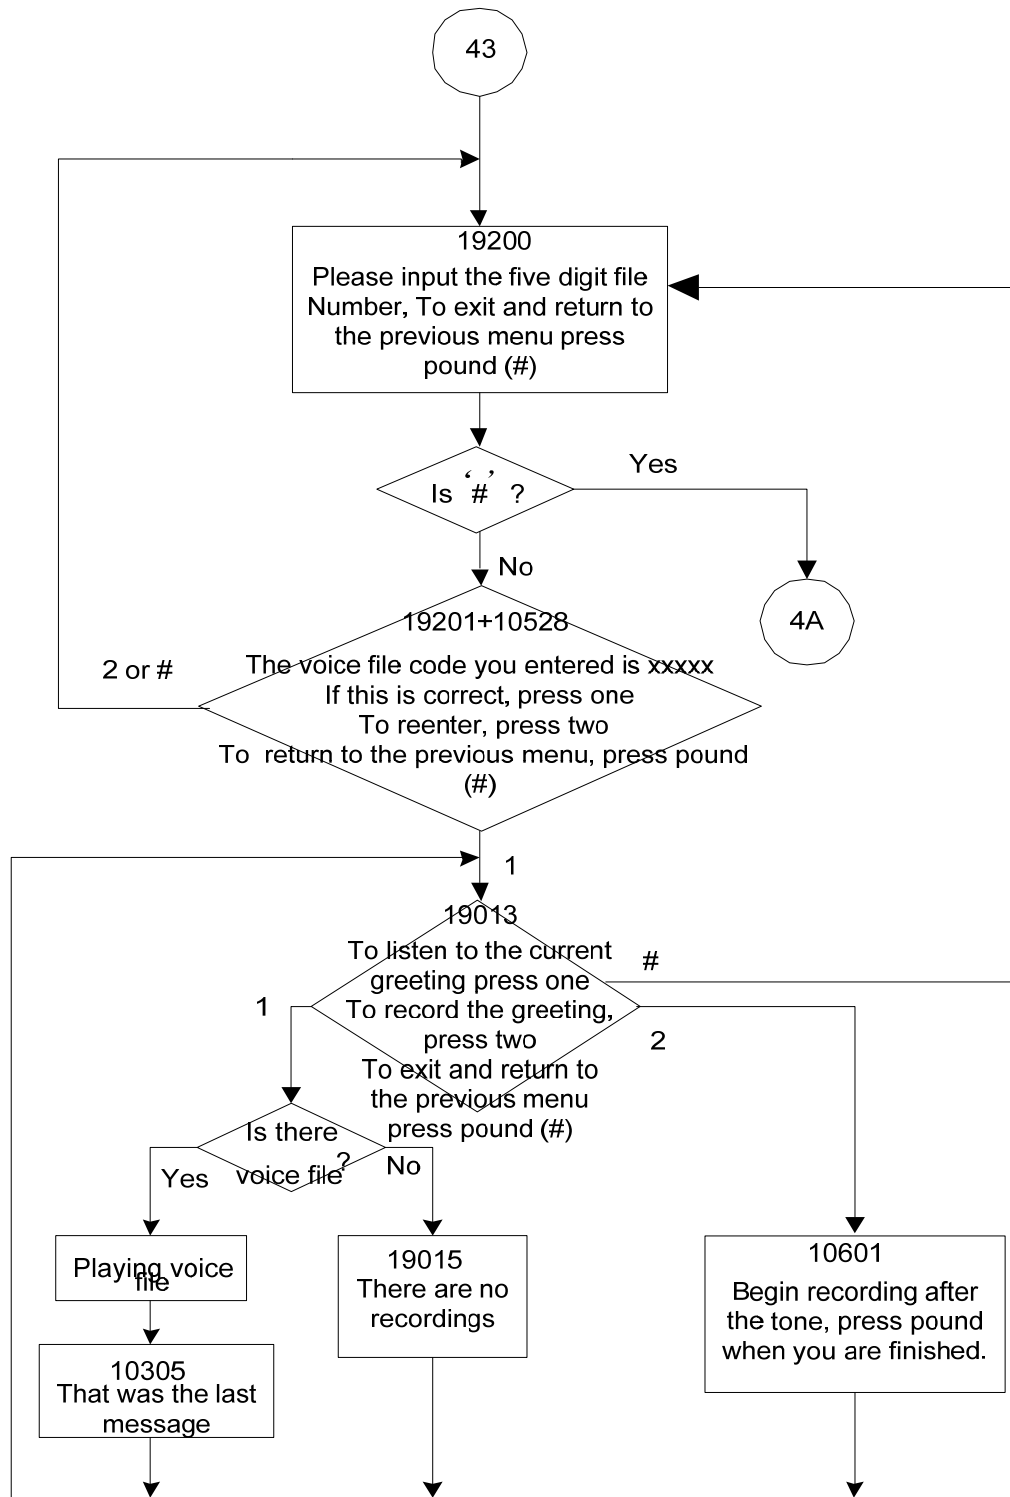 43
19200
Please input the five digit file
Number, To exit and return to
the previous menu press
pound (#)
Is ‘#’ ?
Yes
No
4A
19201+10528
The voice file code you entered is xxxxx
If this is correct, press one
To reenter, press two
To return to the previous menu, press pound
(#)
2 or #
1
19013
To listen to the current
greeting press one
To record the greeting,
press two
To exit and return to
the previous menu
press pound (#)
#
1
2
Is there
voice file?
Yes
No
Playing voice
file
19015
There are no
recordings
10601
Begin recording after
the tone, press pound
when you are finished.
10305
That was the last
message